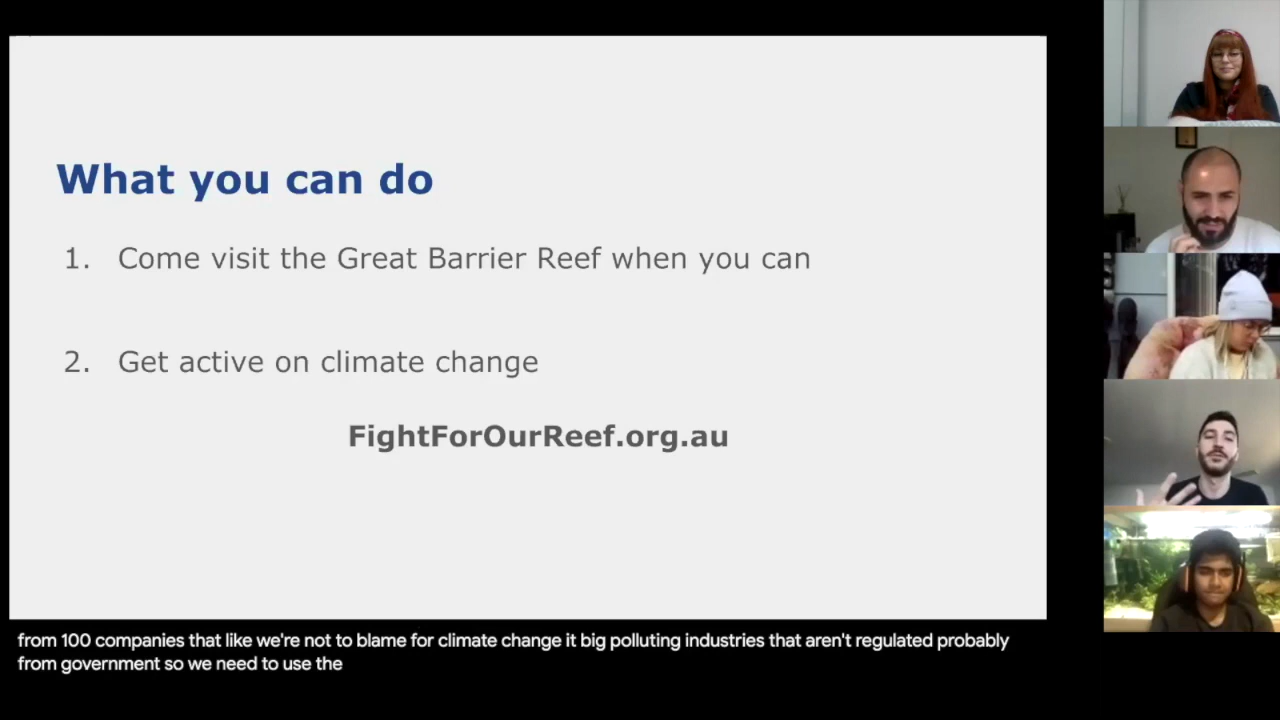 What you can do
1. Come visit the Great Barrier Reef when you can
2. Get active on climate change
FightForOurReef.org.au
from 100 companies that like we're not to blame for climate change it big polluting industries that aren't regulated probably
from government so we need to use the